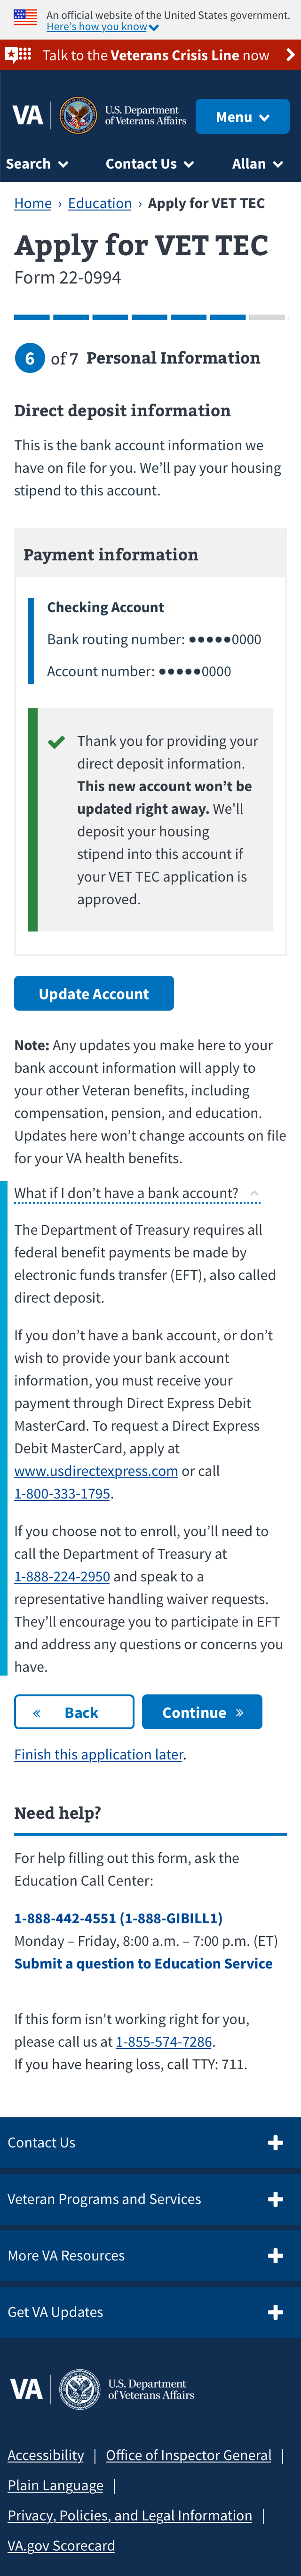 An official website of the United States government.
Here's how you know
Talk to the Veterans Crisis Line now
VA
U.S. Department
of Veterans Affairs
Menu
Search
Contact Us
Allan
Home › Education › Apply for VET TEC
Apply for VET TEC
Form 22-0994
6 of 7 Personal Information
Direct deposit information
This is the bank account information we
have on file for you. We’ll pay your housing
stipend to this account.
Payment information
Checking Account
Bank routing number: ●●●●●0000
Account number: ●●●●●0000
Thank you for providing your
direct deposit information.
This new account won’t be
updated right away. We'll
deposit your housing
stipend into this account if
your VET TEC application is
approved.
Update Account
Note: Any updates you make here to your
bank account information will apply to
your other Veteran benefits, including
compensation, pension, and education.
Updates here won’t change accounts on file
for your VA health benefits.
What if I don’t have a bank account?
The Department of Treasury requires all
federal benefit payments be made by
electronic funds transfer (EFT), also called
direct deposit.
If you don’t have a bank account, or don’t
wish to provide your bank account
information, you must receive your
payment through Direct Express Debit
MasterCard. To request a Direct Express
Debit MasterCard, apply at
www.usdirectexpress.com or call
1-800-333-1795.
If you choose not to enroll, you’ll need to
call the Department of Treasury at
1-888-224-2950 and speak to a
representative handling waiver requests.
They’ll encourage you to participate in EFT
and address any questions or concerns you
have.
« Back
Continue »
Finish this application later.
Need help?
For help filling out this form, ask the
Education Call Center:
1-888-442-4551 (1-888-GIBILL1)
Monday – Friday, 8:00 a.m. – 7:00 p.m. (ET)
Submit a question to Education Service
If this form isn't working right for you,
please call us at 1-855-574-7286.
If you have hearing loss, call TTY: 711.
Contact Us
Veteran Programs and Services
More VA Resources
Get VA Updates
VA
U.S. Department
of Veterans Affairs
Accessibility | Office of Inspector General |
Plain Language |
Privacy, Policies, and Legal Information |
VA.gov Scorecard